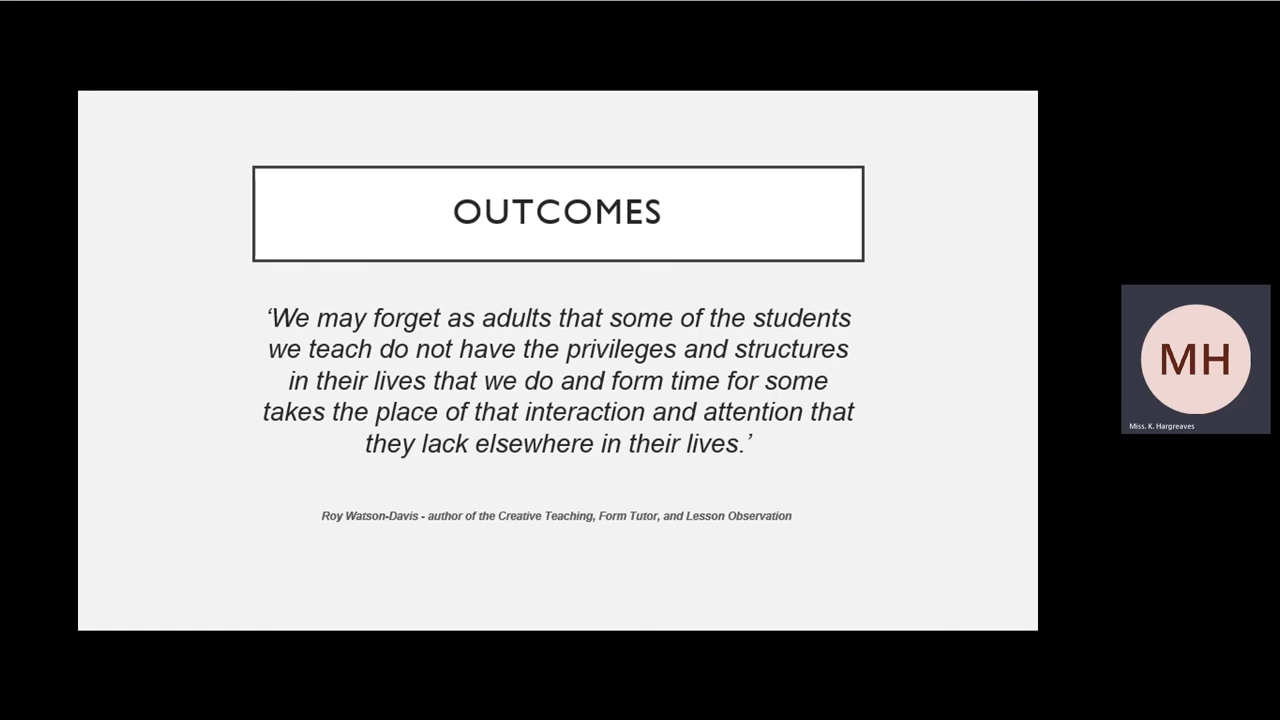 OUTCOMES
‘We may forget as adults that some of the students
we teach do not have the privileges and structures
in their lives that we do and form time for some
takes the place of that interaction and attention that
they lack elsewhere in their lives.’
Roy Watson-Davis - author of the Creative Teaching, Form Tutor, and Lesson Observation
MH
Miss. K. Hargreaves